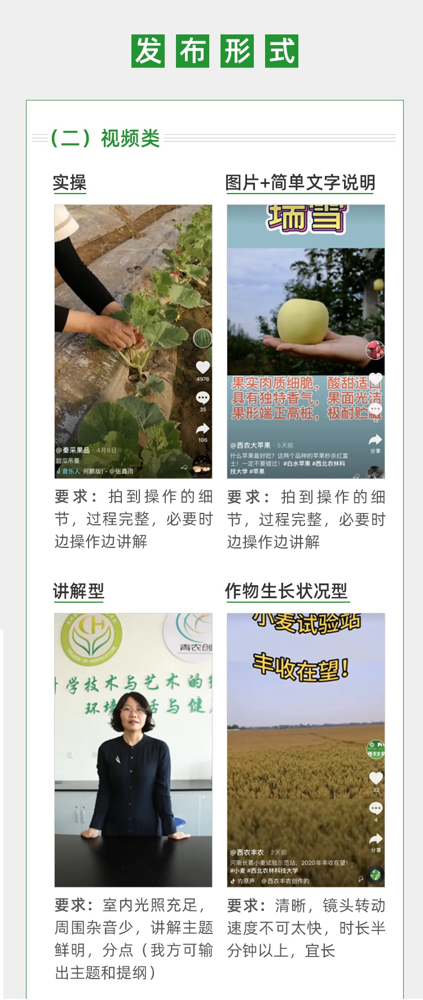 发布形式
（二）视频类
实操
图片+简单文字说明
4976
35
106
@秦采果品 · 4月6日
甜瓜吊蔓
音乐人 何鹏版) - @张鑫雨
瑞雪
果实肉质细脆，酸甜适口
具有独特香气，果面光洁
果形端正高桩，极耐贮藏
13
分享
@西农大苹果 · 5天前
什么苹果最好吃？这两个品种的苹果秒杀红富
士！一定不要错过！#白水苹果 #西北农林科
技大学 #苹果
要求：拍到操作的细
节，过程完整，必要时
边操作边讲解
要求：拍到操作的细
节，过程完整，必要时
边操作边讲解
讲解型
作物生长状况型
COLLEGE OF HORTICULTURE
青农创
学技术与艺术的
环境 活与健
小麦试验站
丰收在望！
32
4
分享
@西农丰农 · 2天前
河南长葛小麦试验示范站，2020年丰收在望！
#小麦 #西北农林科技大学
的原声 @西农丰农创作的
要求：室内光照充足，
周围杂音少，讲解主题
鲜明，分点（我方可输
出主题和提纲）
要求：清晰，镜头转动
速度不可太快，时长半
分钟以上，宜长